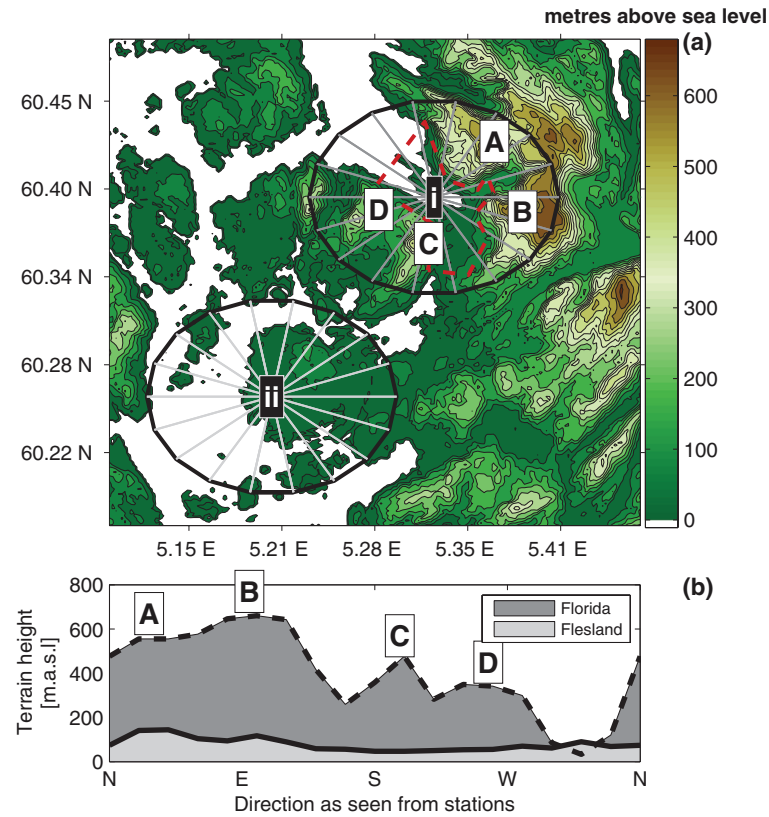 metres above sea level
(a)
60.45 N
60.40 N
60.34 N
60.28 N
60.22 N
5.15 E 5.21 E 5.28 E 5.35 E 5.41 E
A
B
C
D
i
ii
600
500
400
300
200
100
0
(b)
800
600
400
200
0
Terrain height
[m.a.s.l]
A
B
C
D
Florida
Flesland
N E S W N
Direction as seen from stations